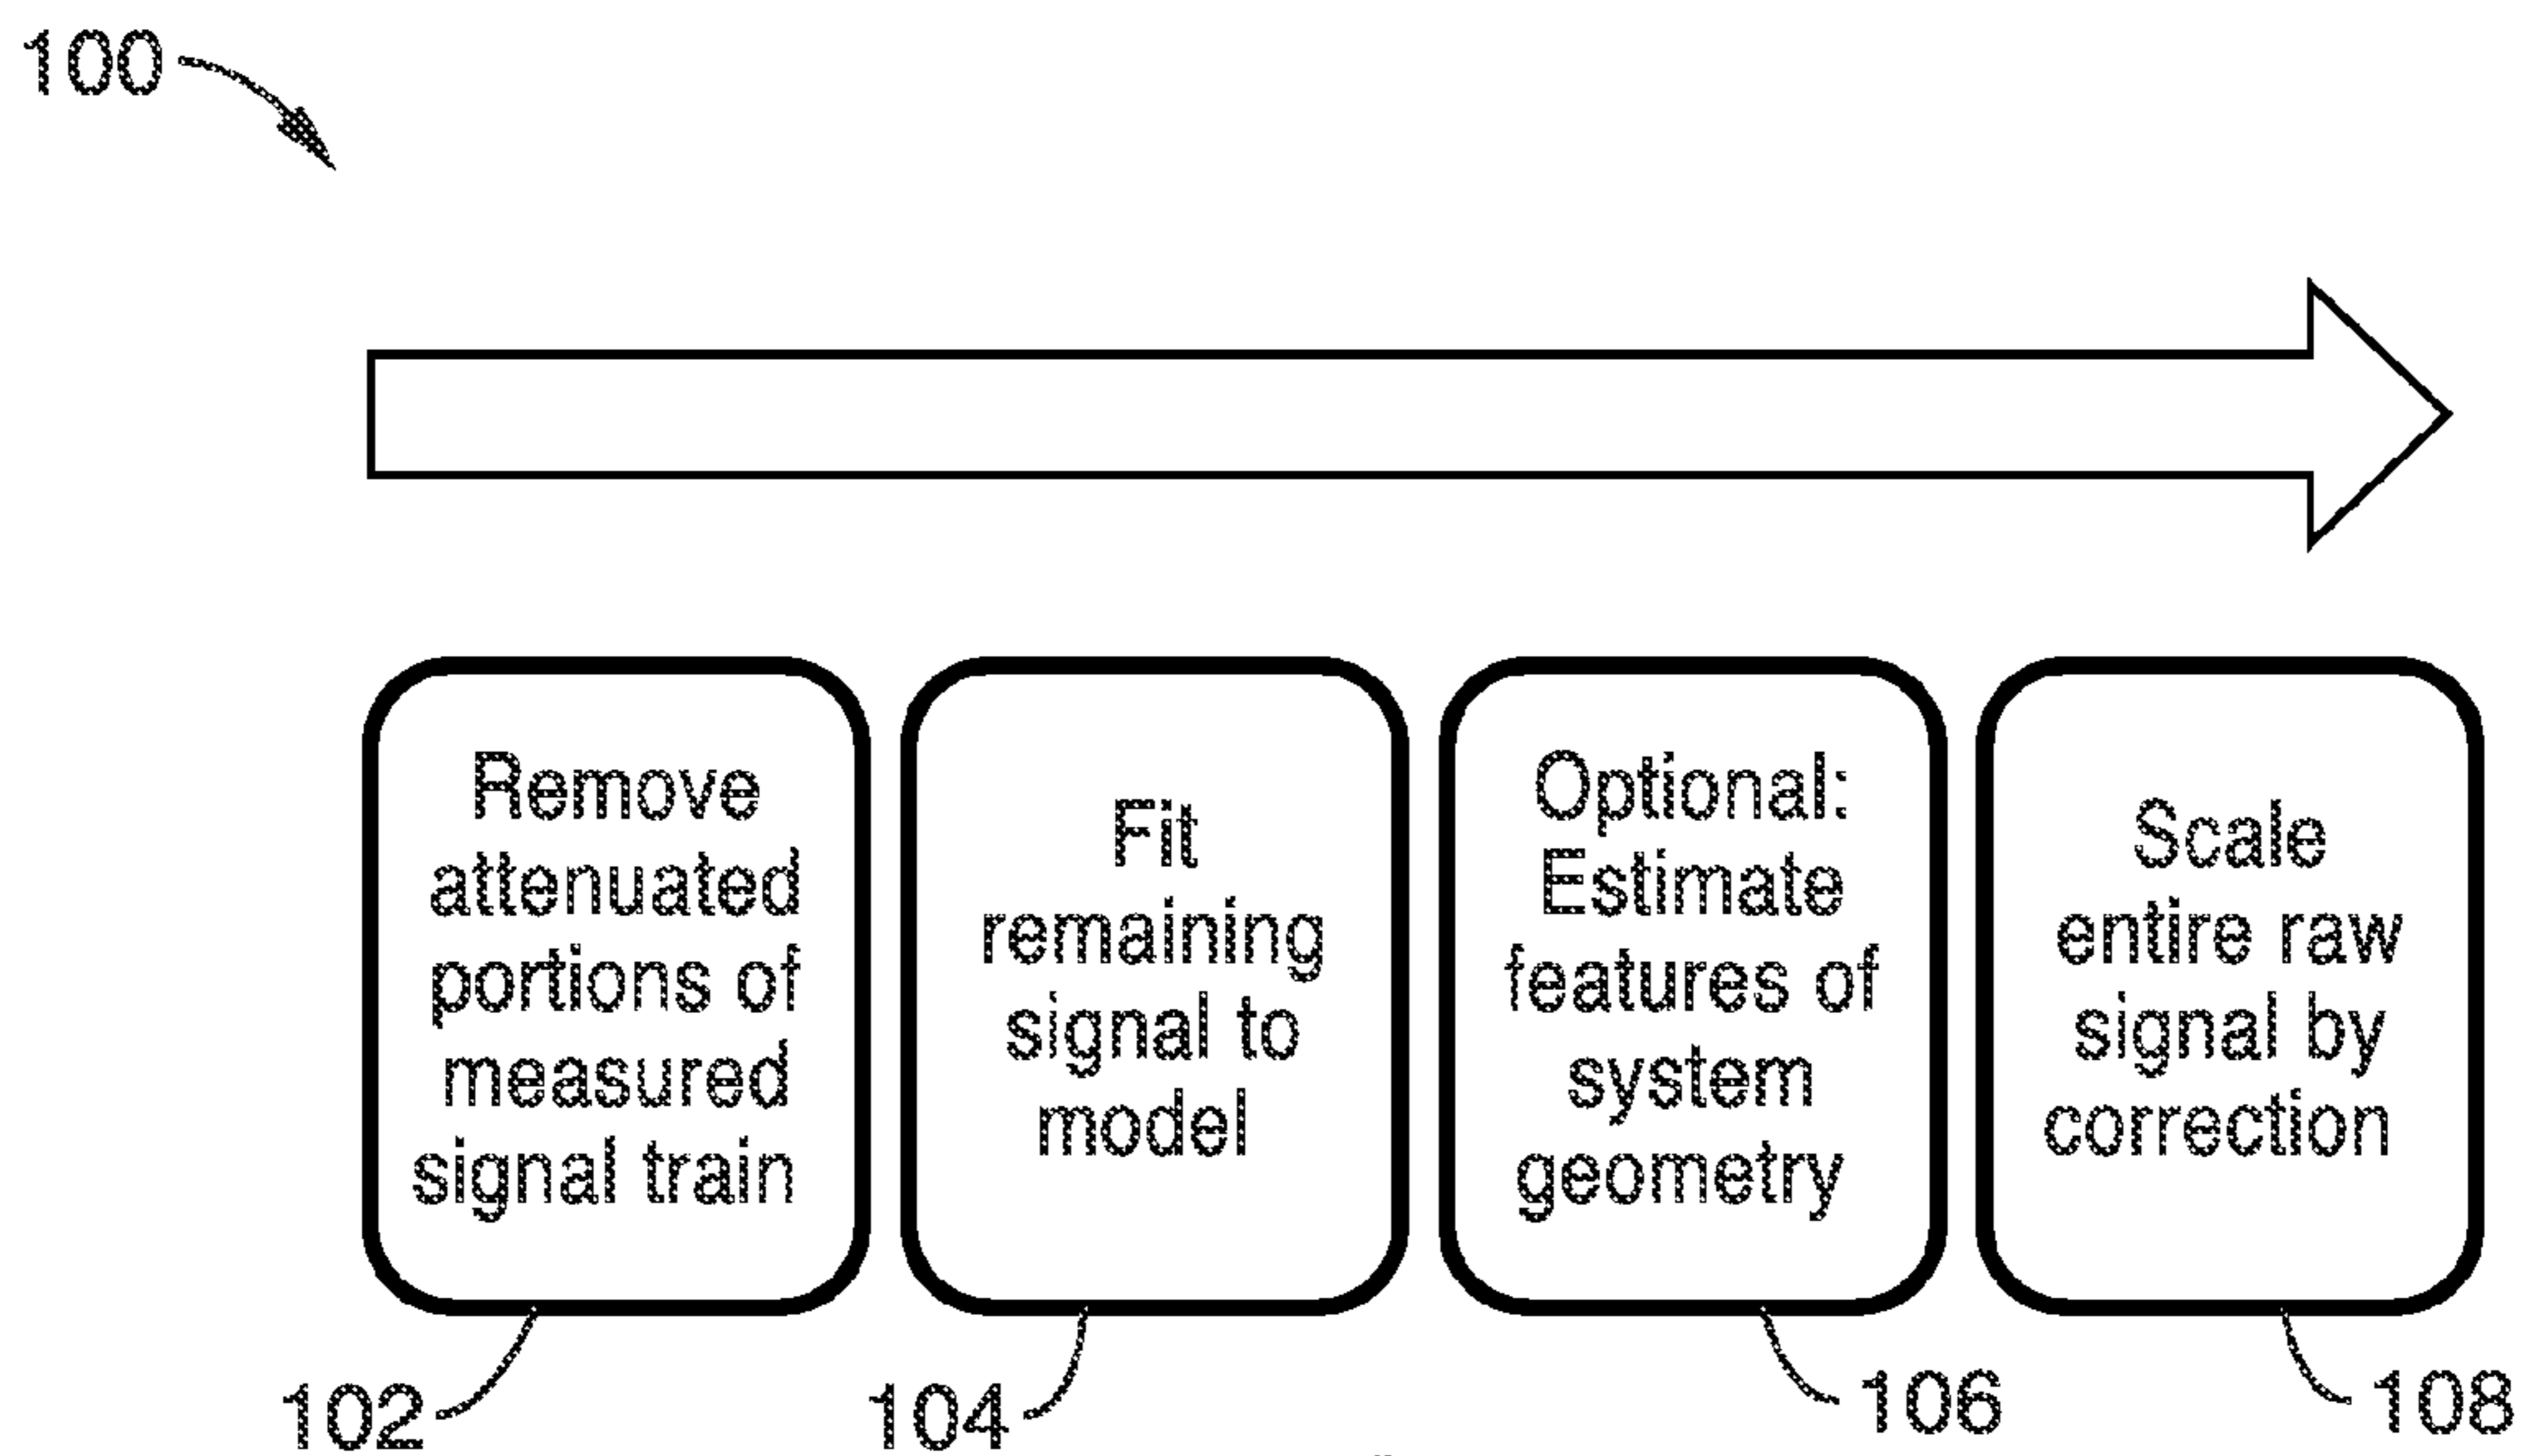 100
Remove
attenuated
portions of
measured
signal train
Fit
remaining
signal to
model
Optional:
Estimate
features of
system
geometry
Scale
entire raw
signal by
correction
102
104
106
108